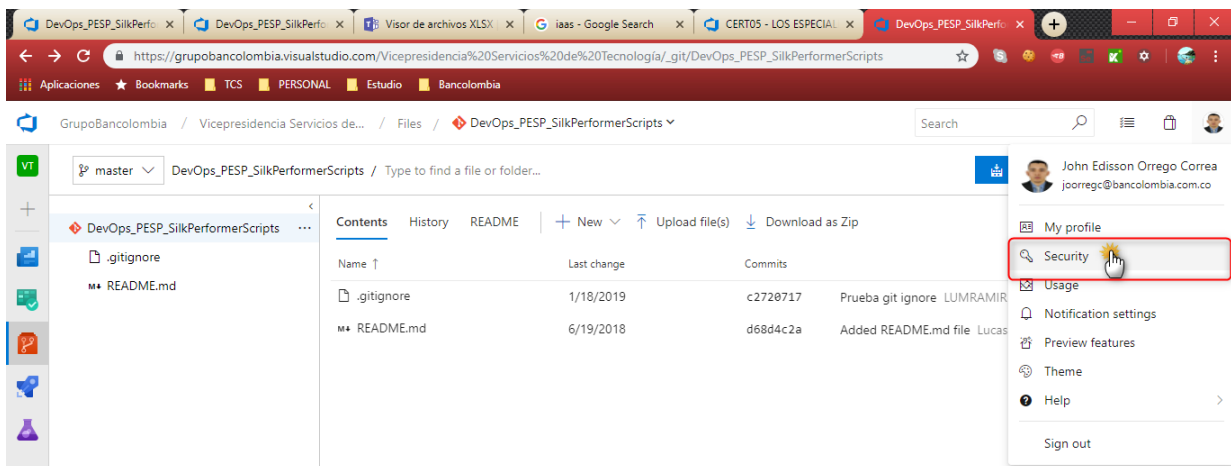 DevOps_PESP_SilkPerfo
DevOps_PESP_SilkPerfo
Visor de archivos XLSX
iaas - Google Search
CERT05 - LOS ESPECIAL
DevOps_PESP_SilkPerfo
https://grupobancolombia.visualstudio.com/Vicepresidencia%20Servicios%20de%20Tecnología/_git/DevOps_PESP_SilkPerformerScripts
Aplicaciones Bookmarks TCS PERSONAL Estudio Bancolombia
GrupoBancolombia / Vicepresidencia Servicios de... / Files / DevOps_PESP_SilkPerformerScripts
Search
VT
master DevOps_PESP_SilkPerformerScripts / Type to find a file or folder...
John Edisson Orrego Correa
joorregc@bancolombia.com.co
DevOps_PESP_SilkPerformerScripts ...
.gitignore
M↓ README.md
Contents History README New Upload file(s) Download as Zip
Name ↑ Last change Commits
.gitignore 1/18/2019 c2720717 Prueba git ignore LUMRAMIR
M↓ README.md 6/19/2018 d68d4c2a Added README.md file Lucas
My profile
Security
Usage
Notification settings
Preview features
Theme
Help
Sign out